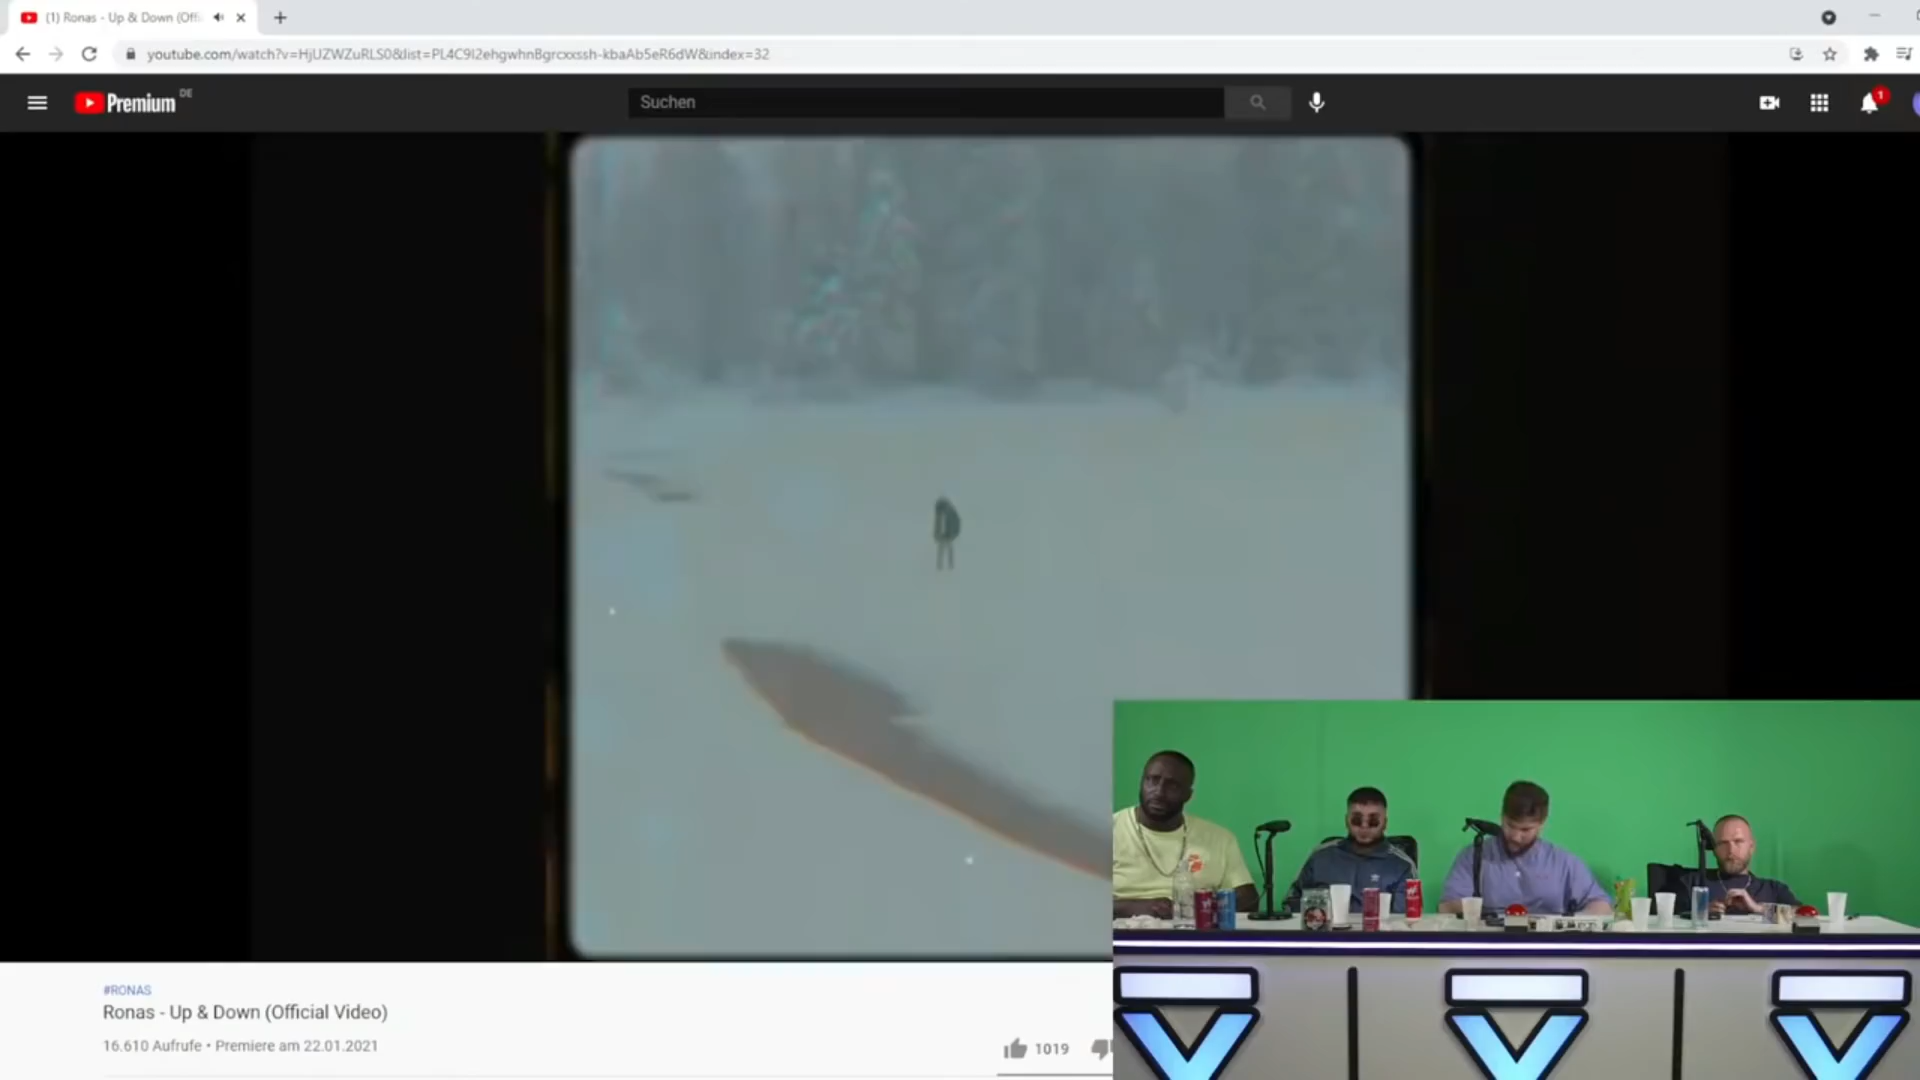 (1) Ronas - Up & Down (Offi
youtube.com/watch?v=HjUZWZuRLS0&list=PL4C9I2ehgwhnBgrcxxssh-kbaAb5eR6dW&index=32
Premium DE
Suchen
1
#RONAS
Ronas - Up & Down (Official Video)
16.610 Aufrufe • Premiere am 22.01.2021
1019